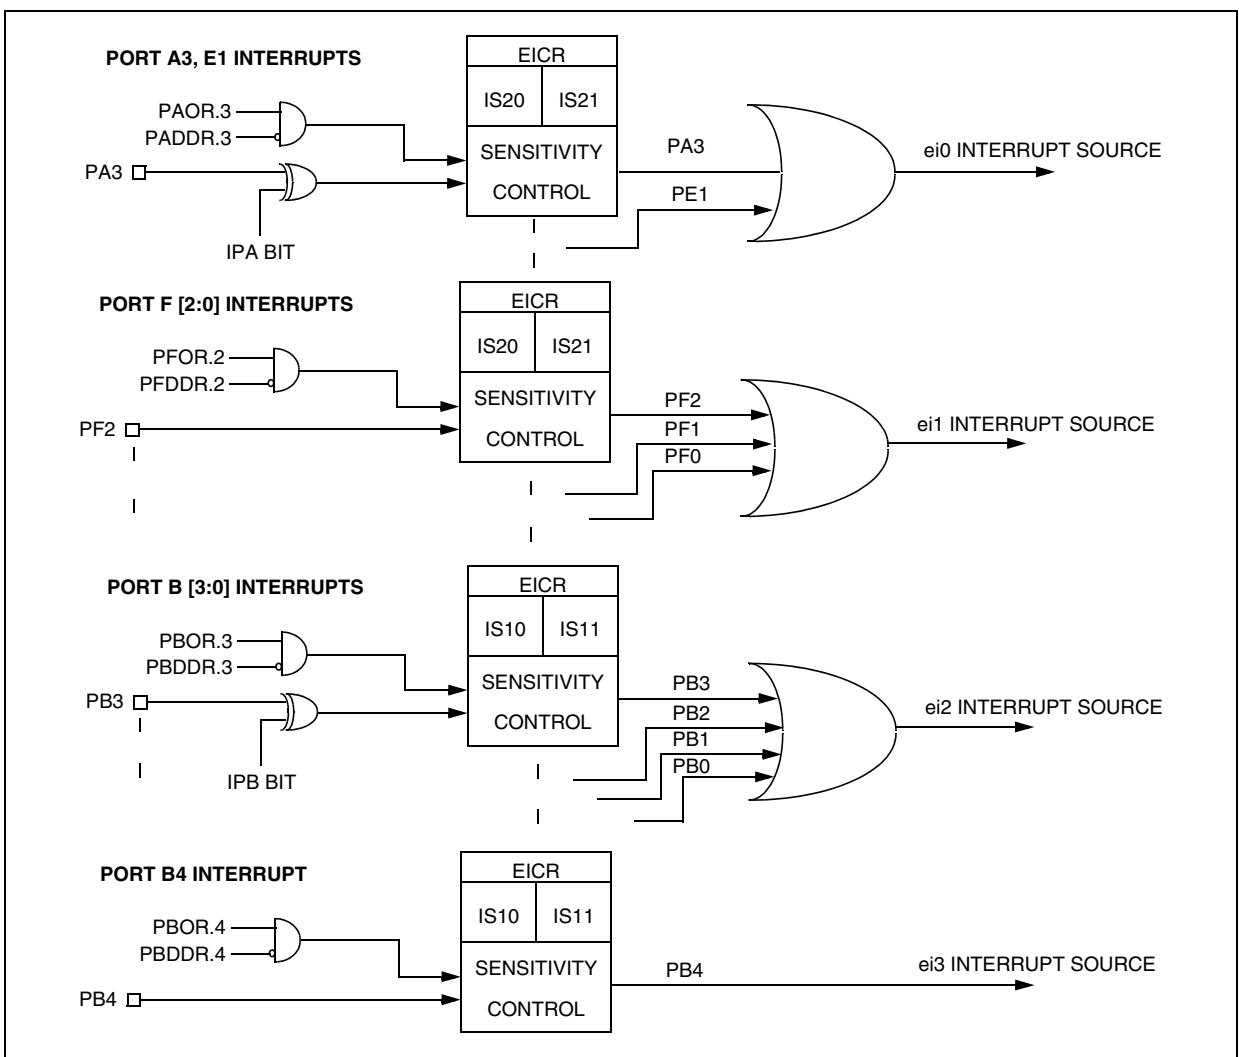 PORT A3, E1 INTERRUPTS
EICR
IS20 IS21
PAOR.3
PADDR.3
SENSITIVITY
CONTROL
PA3
IPA BIT
PA3
PE1
ei0 INTERRUPT SOURCE
PORT F [2:0] INTERRUPTS
EICR
IS20 IS21
PFOR.2
PFDDR.2
SENSITIVITY
CONTROL
PF2
PF2
PF1
PF0
ei1 INTERRUPT SOURCE
PORT B [3:0] INTERRUPTS
EICR
IS10 IS11
PBOR.3
PBDDR.3
SENSITIVITY
CONTROL
PB3
IPB BIT
PB3
PB2
PB1
PB0
ei2 INTERRUPT SOURCE
PORT B4 INTERRUPT
EICR
IS10 IS11
PBOR.4
PBDDR.4
SENSITIVITY
CONTROL
PB4
PB4
ei3 INTERRUPT SOURCE